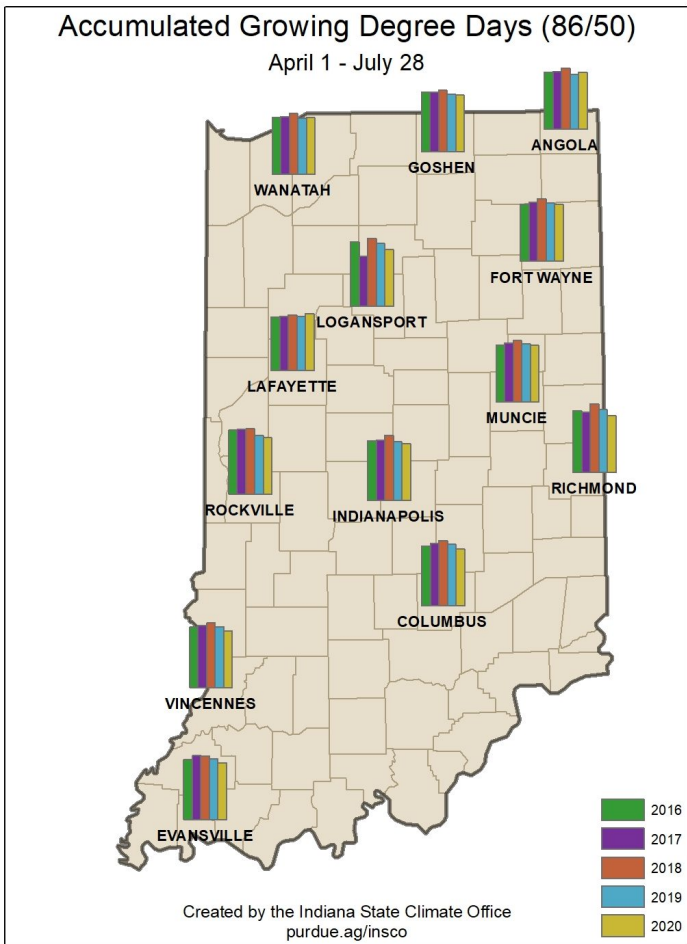 Accumulated Growing Degree Days (86/50)
April 1 - July 28
ANGOLA
GOSHEN
WANATAH
FORT WAYNE
LOGANSPORT
LAFAYETTE
MUNCIE
RICHMOND
ROCKVILLE
INDIANAPOLIS
COLUMBUS
VINCENNES
EVANSVILLE
2016
2017
2018
2019
2020
Created by the Indiana State Climate Office
purdue.ag/insco